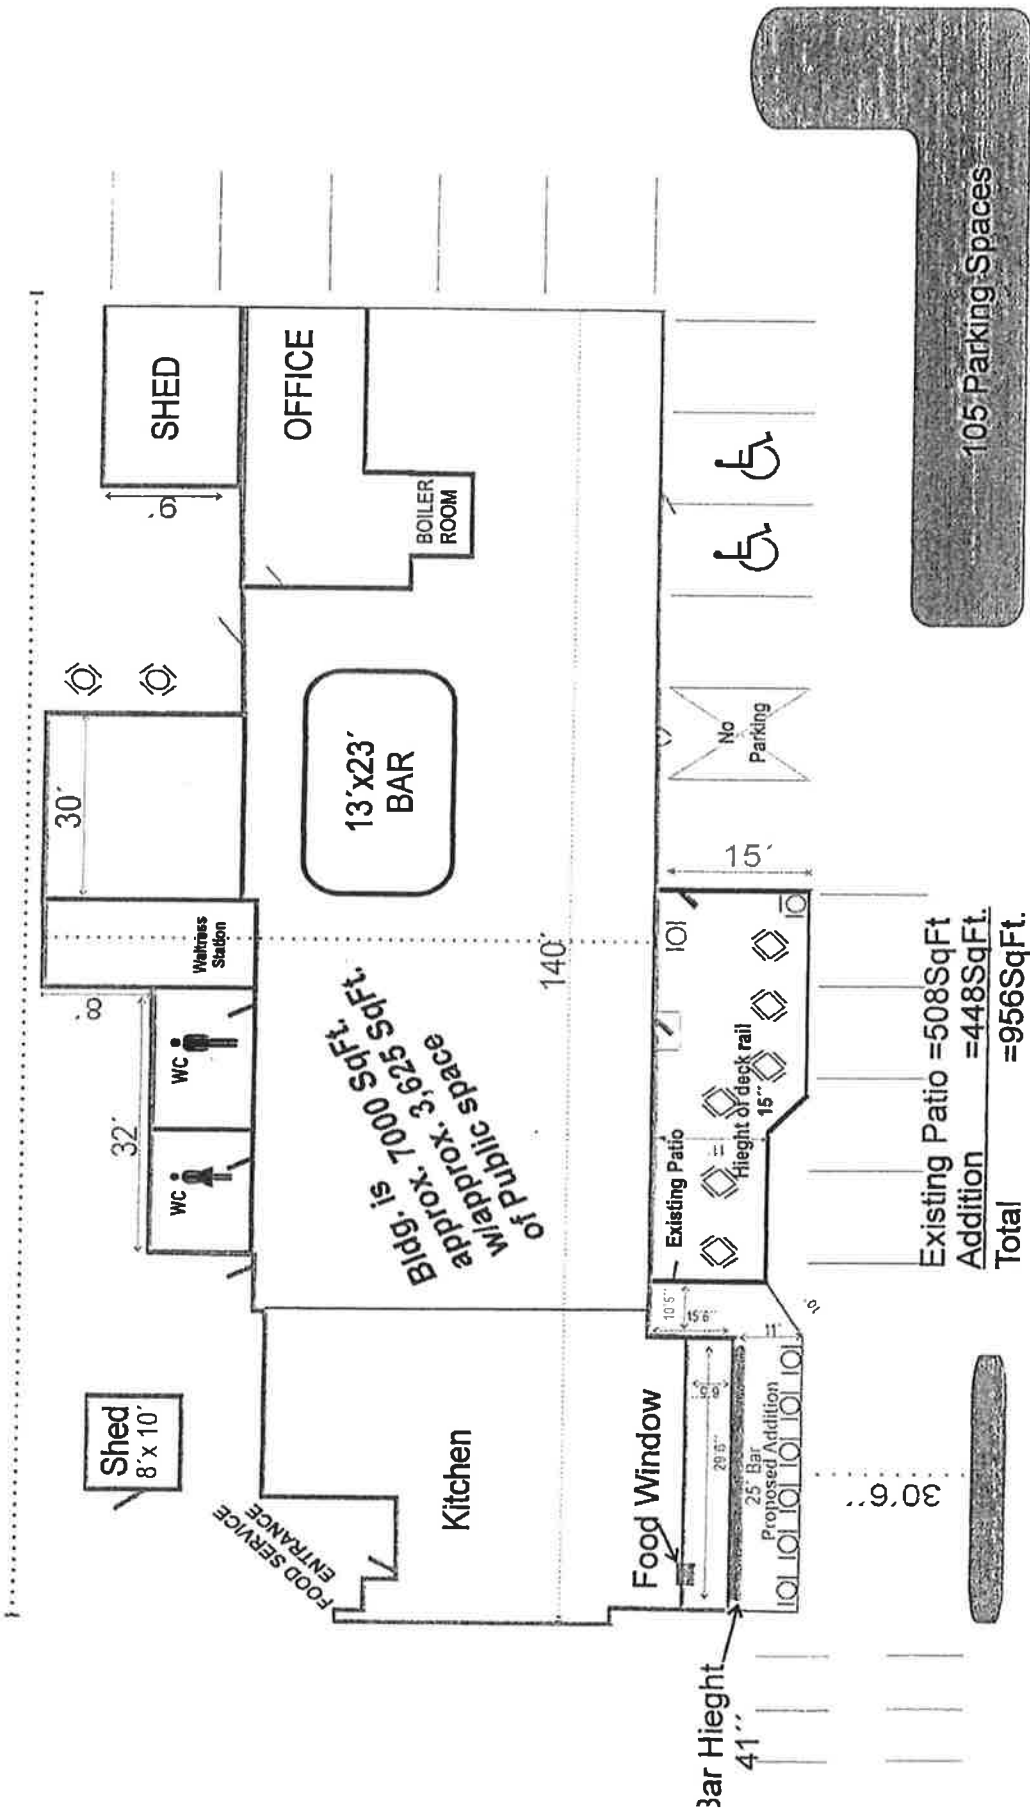 Shed
8'x 10'
FOOD SERVICE
ENTRANCE
32'
WC
WC
8'
Waitress
Station
30'
9'
SHED
OFFICE
BOILER
ROOM
13'x23'
BAR
Bldg. is
approx. 7000 SqFt.
w/approx. 3,625 SqFt.
of Public space
140'
Kitchen
Food Window
Bar Hieght
41''
10'5''
15'6''
29'6''
25' Bar
Proposed Addition
11'
10'
Existing Patio
11'
Hieght of deck rail
15''
15'
No
Parking
30'6''
Existing Patio =508SqFt
Addition =448SqFt.
Total =956SqFt.
105 Parking Spaces